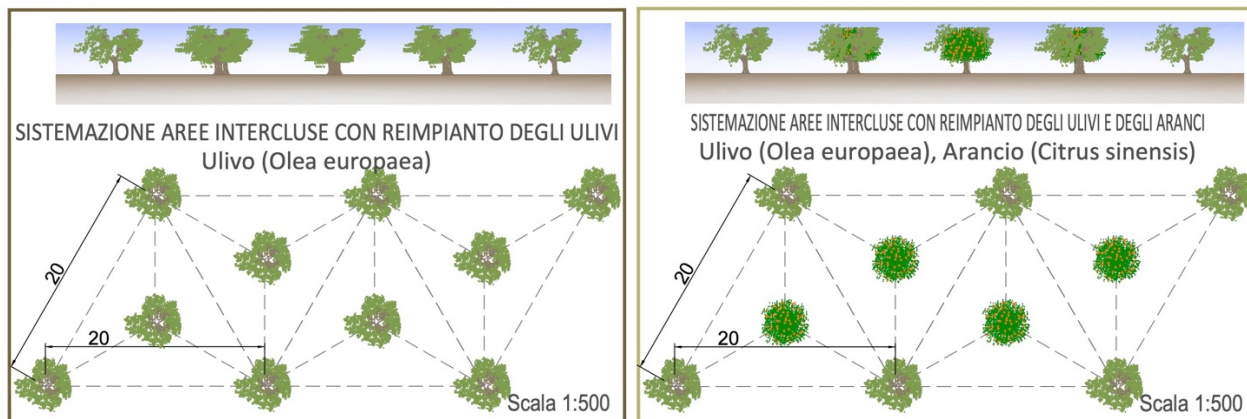 SISTEMAZIONE AREE INTERCLUSE CON REIMPIANTO DEGLI ULIVI
Ulivo (Olea europaea)
20
20
Scala 1:500
SISTEMAZIONE AREE INTERCLUSE CON REIMPIANTO DEGLI ULIVI E DEGLI ARANCI
Ulivo (Olea europaea), Arancio (Citrus sinensis)
20
20
Scala 1:500